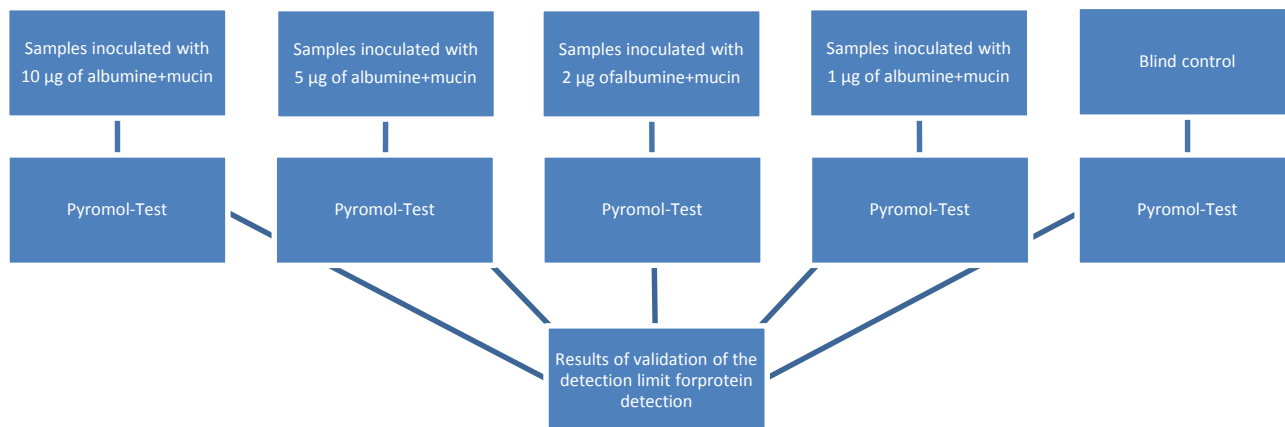 Samples inoculated with
10 µg of albumine+mucin
Samples inoculated with
5 µg of albumine+mucin
Samples inoculated with
2 µg ofalbumine+mucin
Samples inoculated with
1 µg of albumine+mucin
Blind control
Pyromol-Test
Pyromol-Test
Pyromol-Test
Pyromol-Test
Pyromol-Test
Results of validation of the
detection limit forprotein
detection